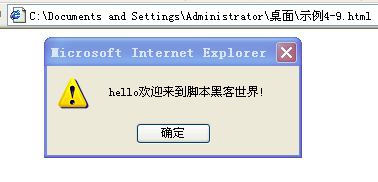 C:\Documents and Settings\Administrator\桌面\示例4-9.html
Microsoft Internet Explorer
hello欢迎来到脚本黑客世界!
确定